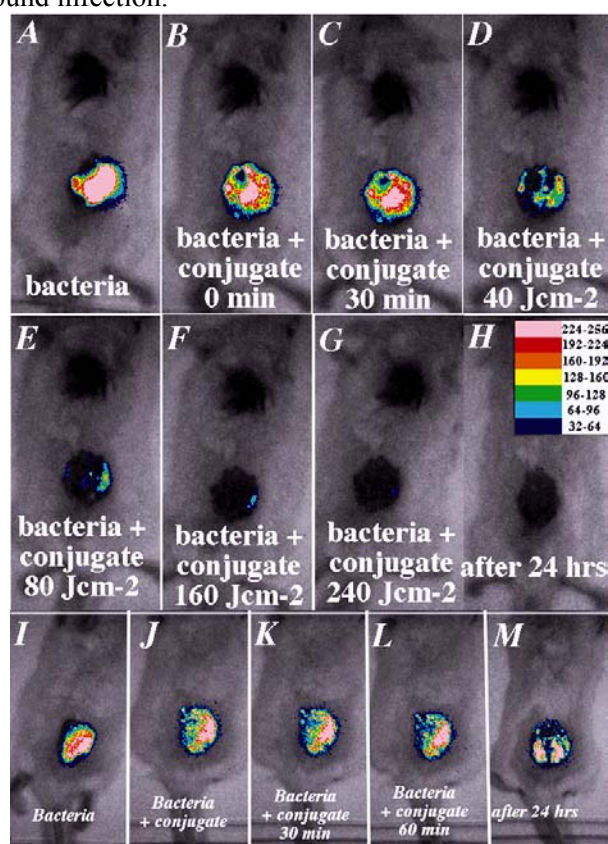 ound infection.
A
bacteria
B
bacteria +
conjugate
0 min
C
bacteria +
conjugate
30 min
D
bacteria +
conjugate
40 Jcm-2
E
bacteria +
conjugate
80 Jcm-2
F
bacteria +
conjugate
160 Jcm-2
G
bacteria +
conjugate
240 Jcm-2
H
224-256
192-224
160-192
128-160
96-128
64-96
32-64
after 24 hrs
I
Bacteria
J
Bacteria
+ conjugate
K
Bacteria
+ conjugate
30 min
L
Bacteria
+ conjugate
60 min
M
after 24 hrs